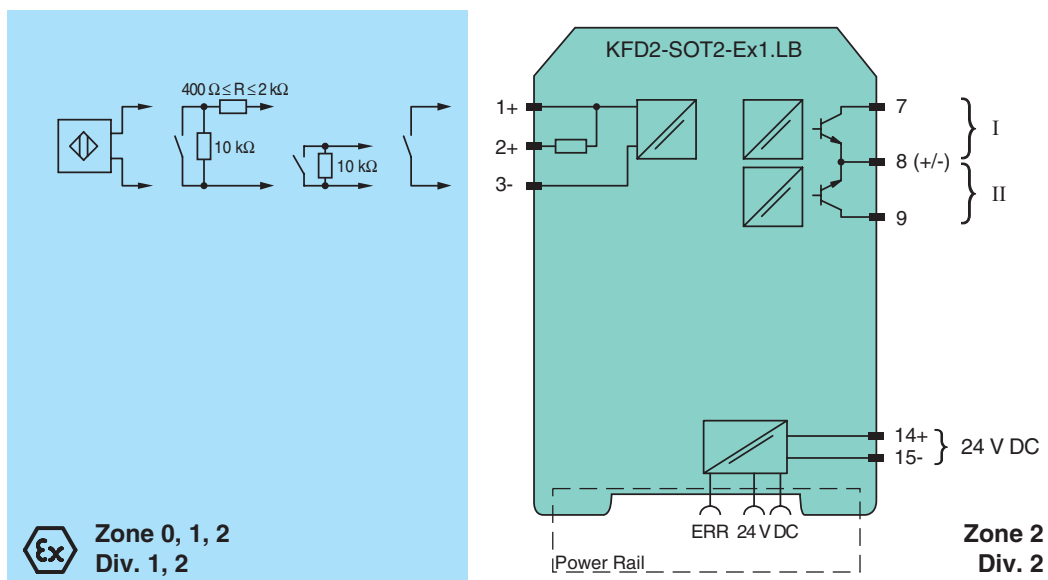 KFD2-SOT2-Ex1.LB
400 Ω ≤ R ≤ 2 kΩ
10 kΩ
10 kΩ
1+
2+
3-
7
8 (+/-)
9
I
II
14+
15-
24 V DC
ERR 24 V DC
Power Rail
Ex
Zone 0, 1, 2
Div. 1, 2
Zone 2
Div. 2